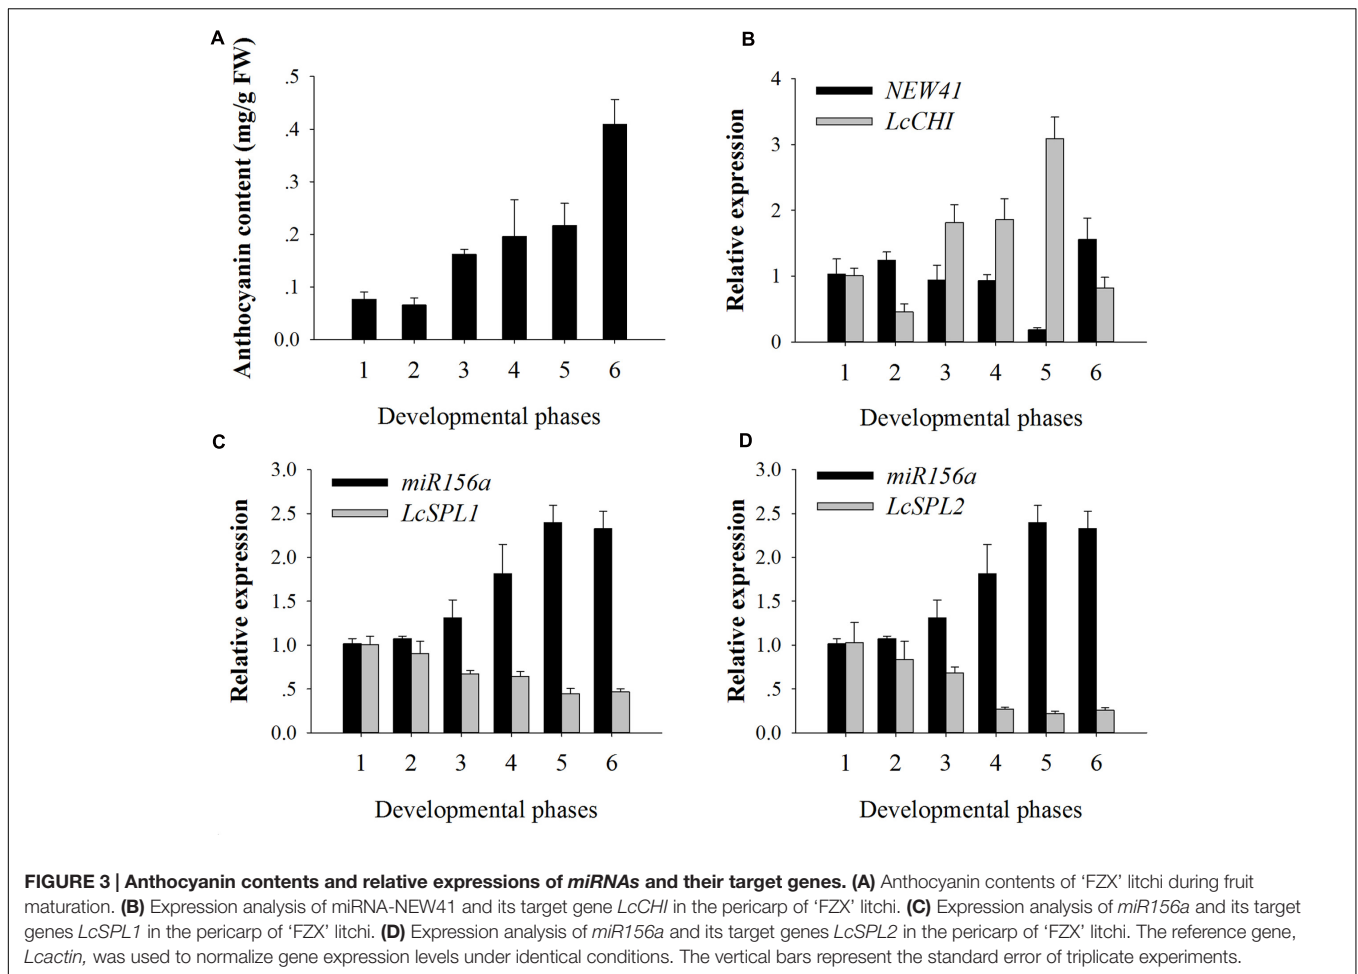 A
Anthocyanin content (mg/g FW)
.5
.4
.3
.2
.1
0.0
1 2 3 4 5 6
Developmental phases
B
Relative expression
4
3
2
1
0
NEW41
LcCHI
1 2 3 4 5 6
Developmental phases
C
Relative expression
3.0
2.5
2.0
1.5
1.0
.5
0.0
miR156a
LcSPL1
1 2 3 4 5 6
Developmental phases
D
Relative expression
3.0
2.5
2.0
1.5
1.0
.5
0.0
miR156a
LcSPL2
1 2 3 4 5 6
Developmental phases
FIGURE 3 | Anthocyanin contents and relative expressions of miRNAs and their target genes. (A) Anthocyanin contents of ‘FZX’ litchi during fruit
maturation. (B) Expression analysis of miRNA-NEW41 and its target gene LcCHI in the pericarp of ‘FZX’ litchi. (C) Expression analysis of miR156a and its target
genes LcSPL1 in the pericarp of ‘FZX’ litchi. (D) Expression analysis of miR156a and its target genes LcSPL2 in the pericarp of ‘FZX’ litchi. The reference gene,
Lcactin, was used to normalize gene expression levels under identical conditions. The vertical bars represent the standard error of triplicate experiments.